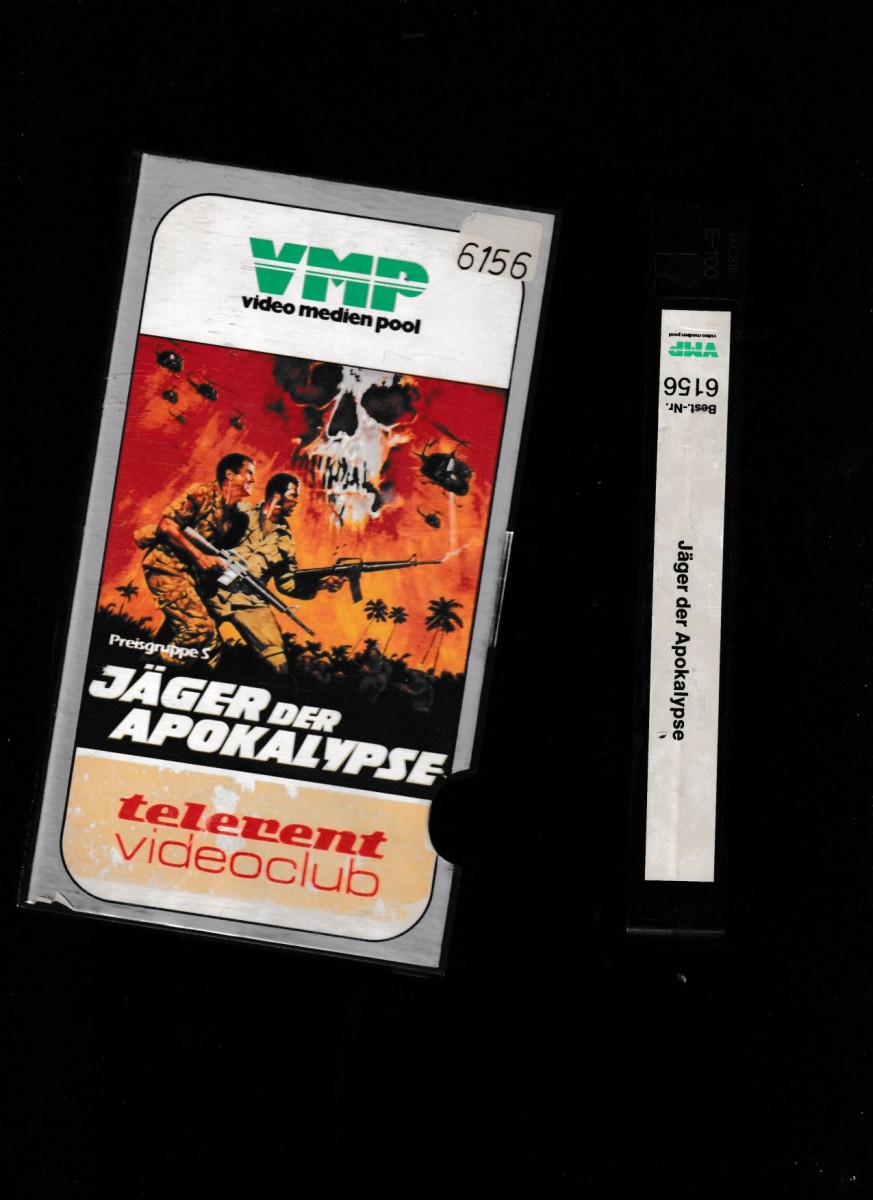 VMP
video medien pool
6156
Preisgruppe S
JÄGER DER
APOKALYPSE
telerent
videoclub
E-100
VMP
video medien pool
Best.-Nr.
6156
Jäger der Apokalypse